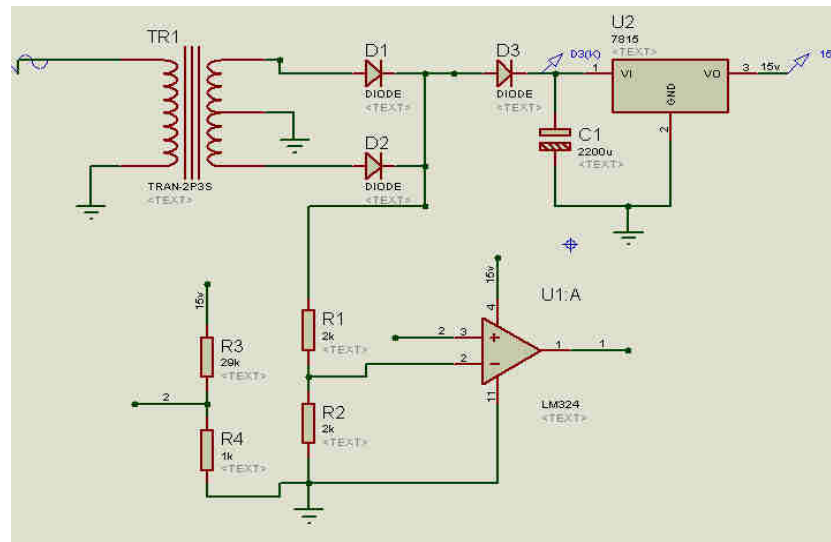 TR1
TRAN-2P3S
<TEXT>
D1
DIODE
<TEXT>
D2
DIODE
<TEXT>
D3
DIODE
<TEXT>
D3(K)
C1
2200u
<TEXT>
U2
7815
<TEXT>
1
VI
VO
3
15v
GND
2
15
15v
R3
29k
<TEXT>
2
R4
1k
<TEXT>
R1
2k
<TEXT>
R2
2k
<TEXT>
15v
U1:A
4
2
3
2
1
1
11
LM324
<TEXT>